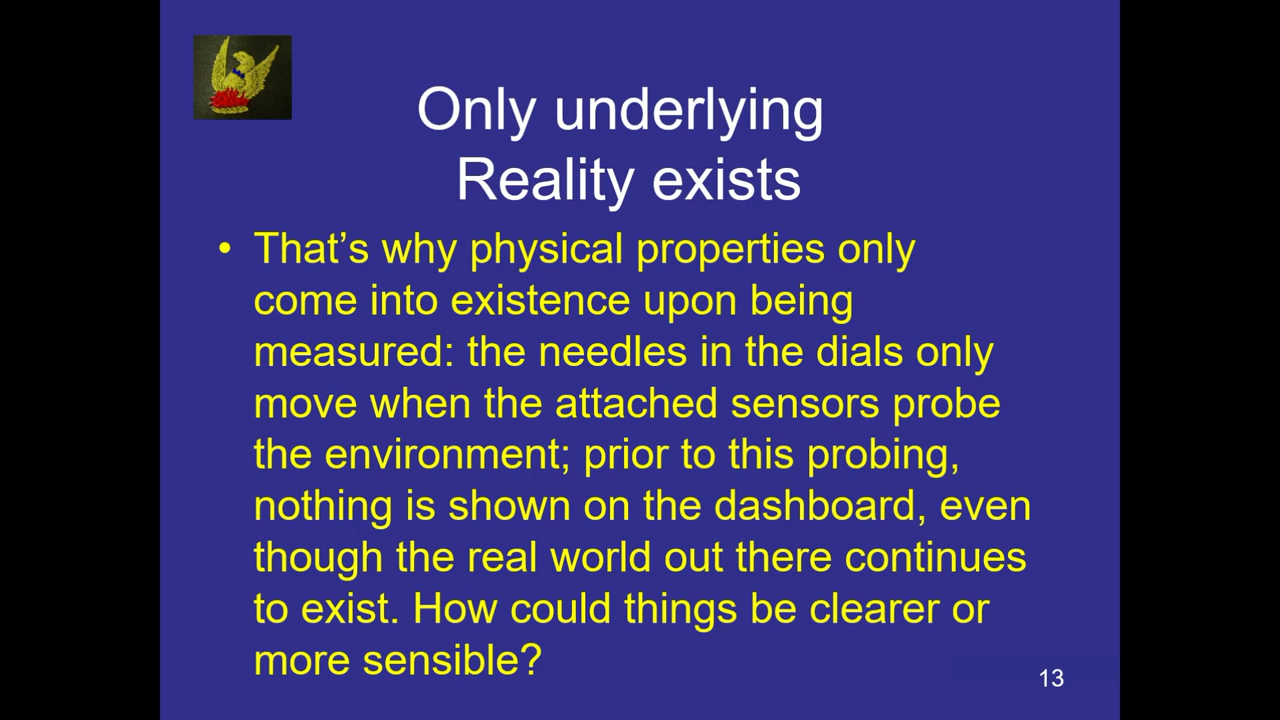 Only underlying
Reality exists
• That’s why physical properties only
come into existence upon being
measured: the needles in the dials only
move when the attached sensors probe
the environment; prior to this probing,
nothing is shown on the dashboard, even
though the real world out there continues
to exist. How could things be clearer or
more sensible?
13